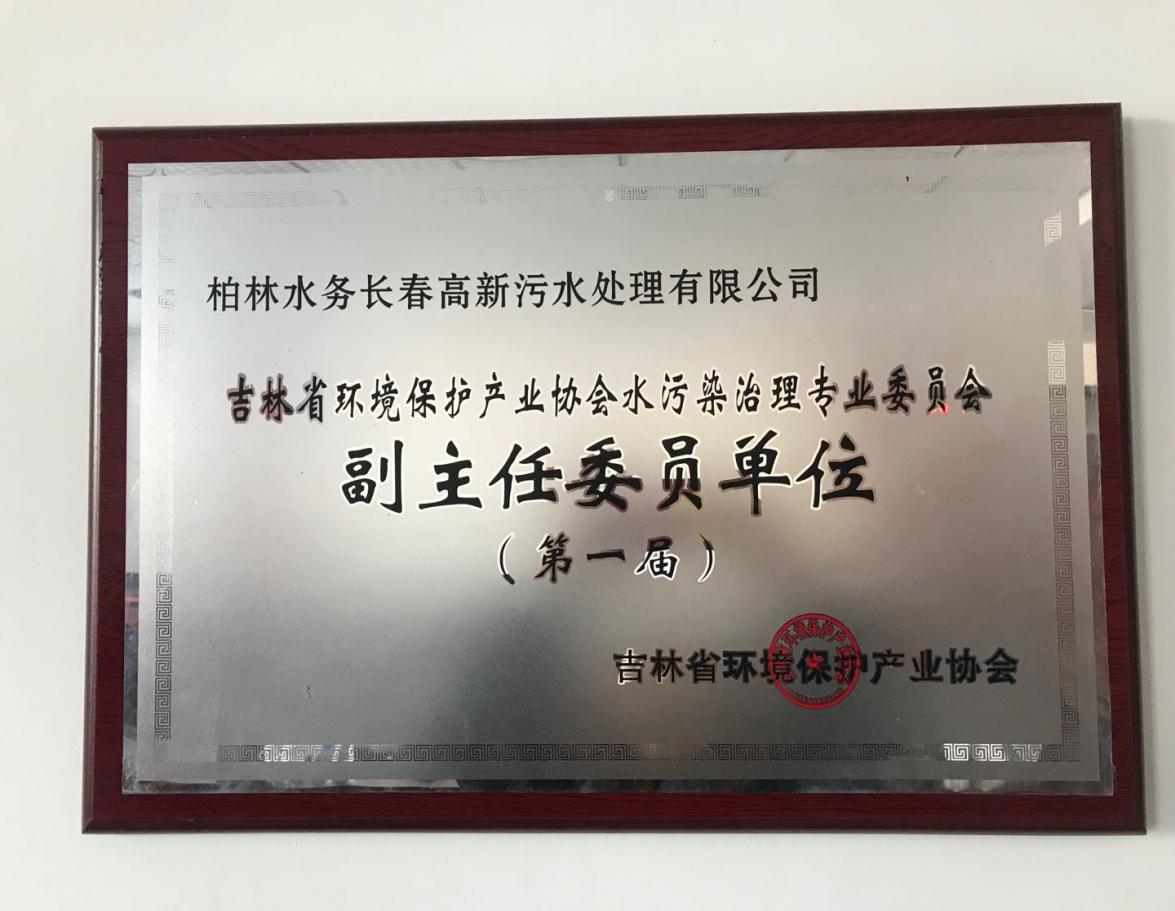 柏林水务长春高新污水处理有限公司
吉林省环境保护产业协会水污染治理专业委员会
副主任委员单位
（第一届）
吉林省环境保护产业协会